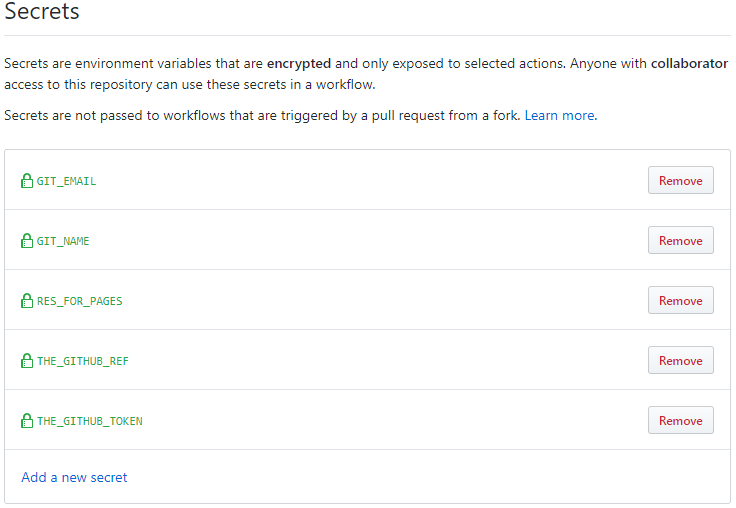 Secrets
Secrets are environment variables that are encrypted and only exposed to selected actions. Anyone with collaborator
access to this repository can use these secrets in a workflow.
Secrets are not passed to workflows that are triggered by a pull request from a fork. Learn more.
GIT_EMAIL Remove
GIT_NAME Remove
RES_FOR_PAGES Remove
THE_GITHUB_REF Remove
THE_GITHUB_TOKEN Remove
Add a new secret